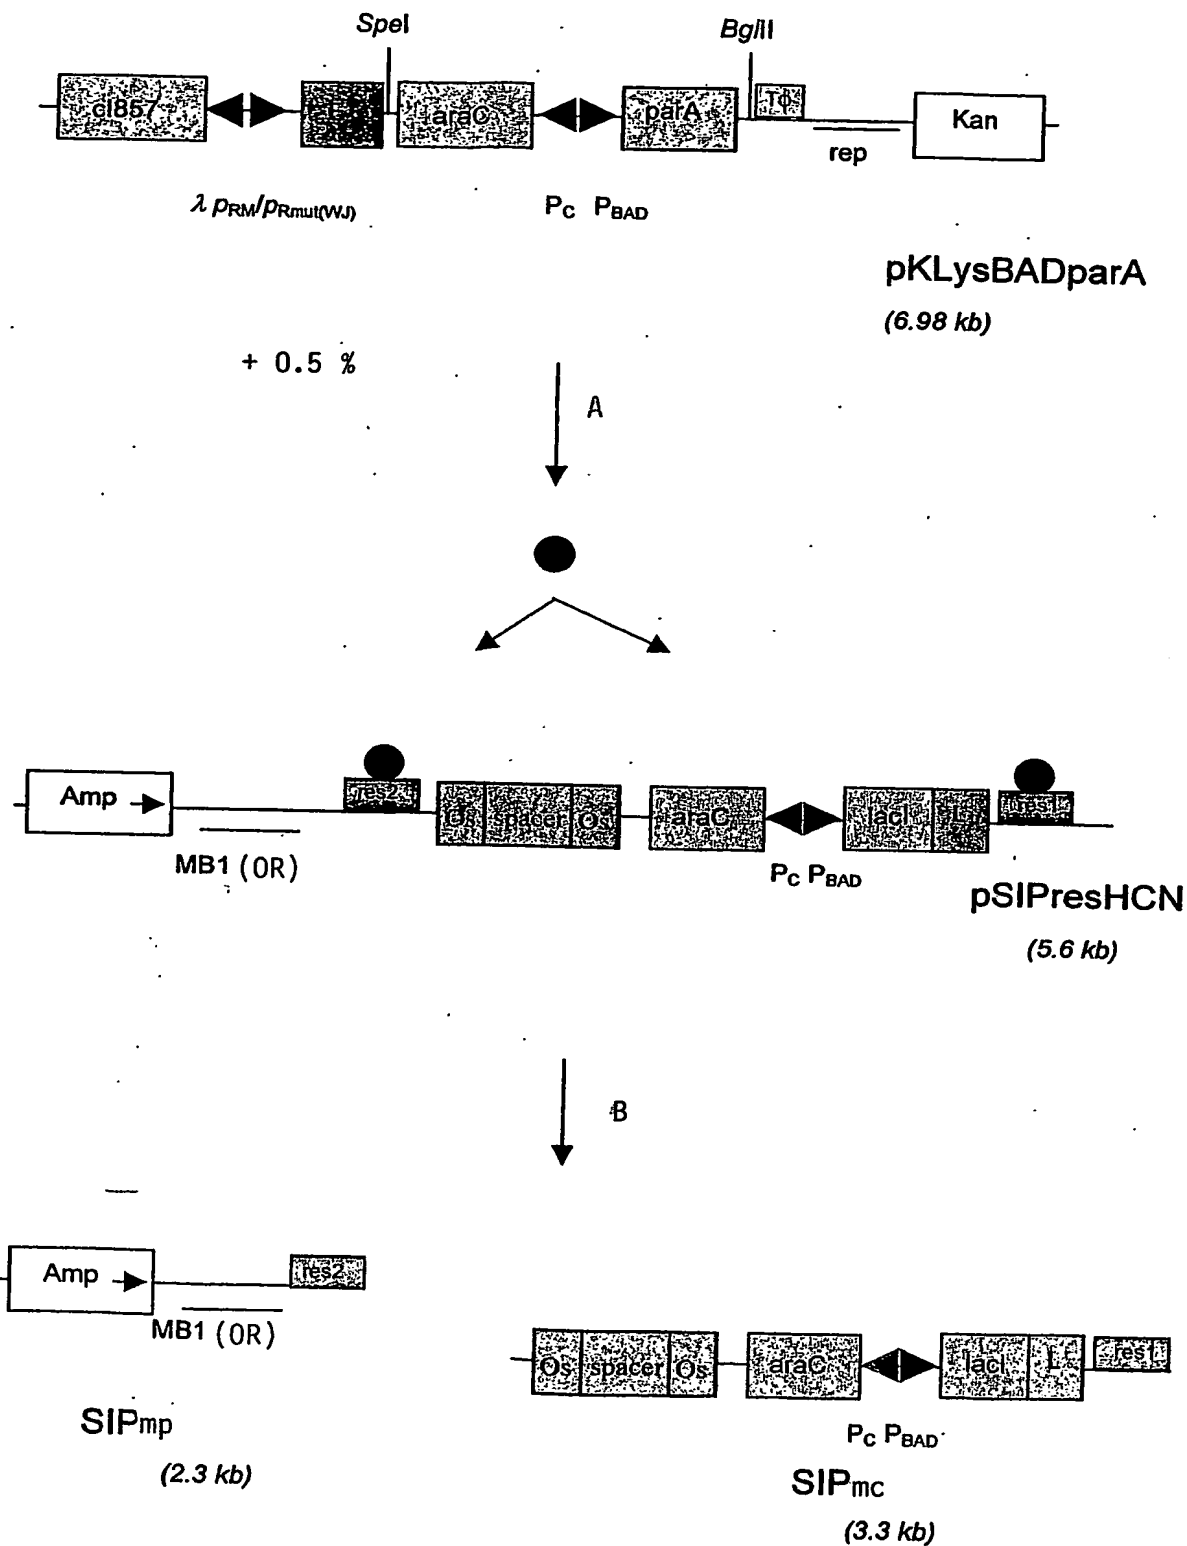 SpeI
BglII
cI857
araC
parA
TΦ
rep
Kan
λ pRM/pRmut(WJ)
PC PBAD
pKLysBADparA
(6.98 kb)
+ 0.5 %
A
Amp
res2
Os spacer Os
araC
lacI L
res1
MB1 (OR)
PC PBAD
pSIPresHCN
(5.6 kb)
B
Amp
res2
MB1 (OR)
Os spacer Os
araC
lacI L
res1
SIPmp
(2.3 kb)
PC PBAD
SIPmc
(3.3 kb)